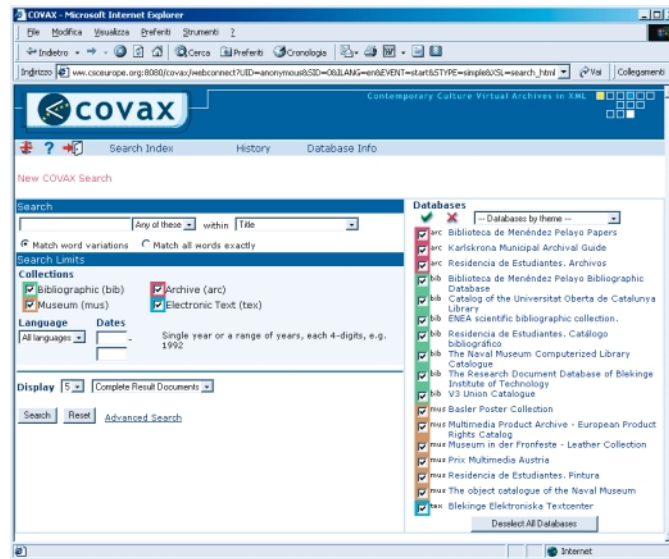 COVAX - Microsoft Internet Explorer
File Modifica Visualizza Preferiti Strumenti ?
Indietro Cerca Preferiti Cronologia
Indirizzo ww.csceurope.org:8080/covax/webconnect?UID=anonymous&SID=0&ILANG=en&EVENT=start&STYPE=simple&XSL=search_html Vai Collegamenti
covax
Contemporary Culture Virtual Archives in XML
? Search Index History Database Info
New COVAX Search
Search
Any of these within Title
Match word variations Match all words exactly
Search Limits
Collections
Bibliographic (bib) Archive (arc)
Museum (mus) Electronic Text (tex)
Language Dates
All languages - Single year or a range of years, each 4-digits, e.g.
1992
Display 5 Complete Result Documents
Search Reset Advanced Search
Databases
--- Databases by theme ---
arc Biblioteca de Menéndez Pelayo Papers
arc Karlskrona Municipal Archival Guide
arc Residencia de Estudiantes. Archivos
bib Biblioteca de Menéndez Pelayo Bibliographic
Database
bib Catalog of the Universitat Oberta de Catalunya
Library
bib ENEA scientific bibliographic collection.
bib Residencia de Estudiantes. Catálogo
bibliográfico
bib The Naval Museum Computerized Library
Catalogue
bib The Research Document Database of Blekinge
Institute of Technology
bib V3 Union Catalogue
mus Basler Poster Collection
mus Multimedia Product Archive - European Product
Rights Catalog
mus Museum in der Fronfeste - Leather Collection
mus Prix Multimedia Austria
mus Residencia de Estudiantes. Pintura
mus The object catalogue of the Naval Museum
tex Blekinge Elektroniska Textcenter
Deselect All Databases
Internet